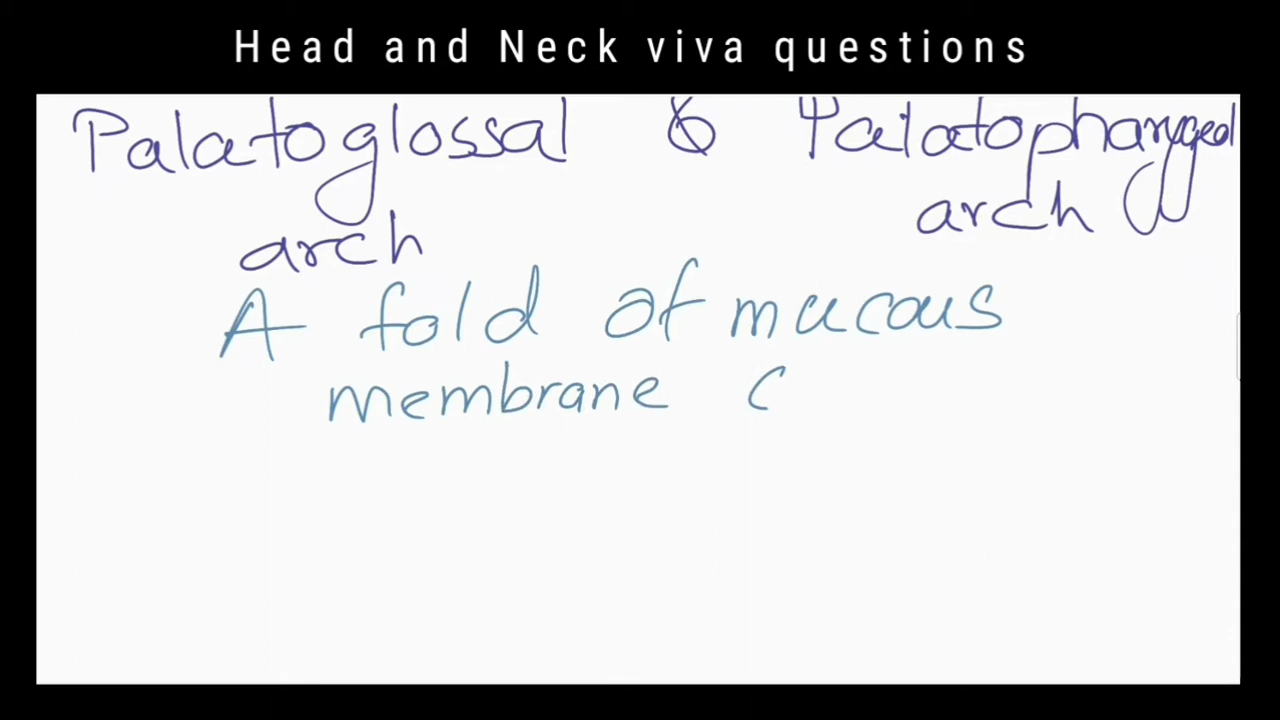 Head and Neck viva questions
Palatoglossal & Palatopharyngeal
arch arch
A fold of mucous
membrane C